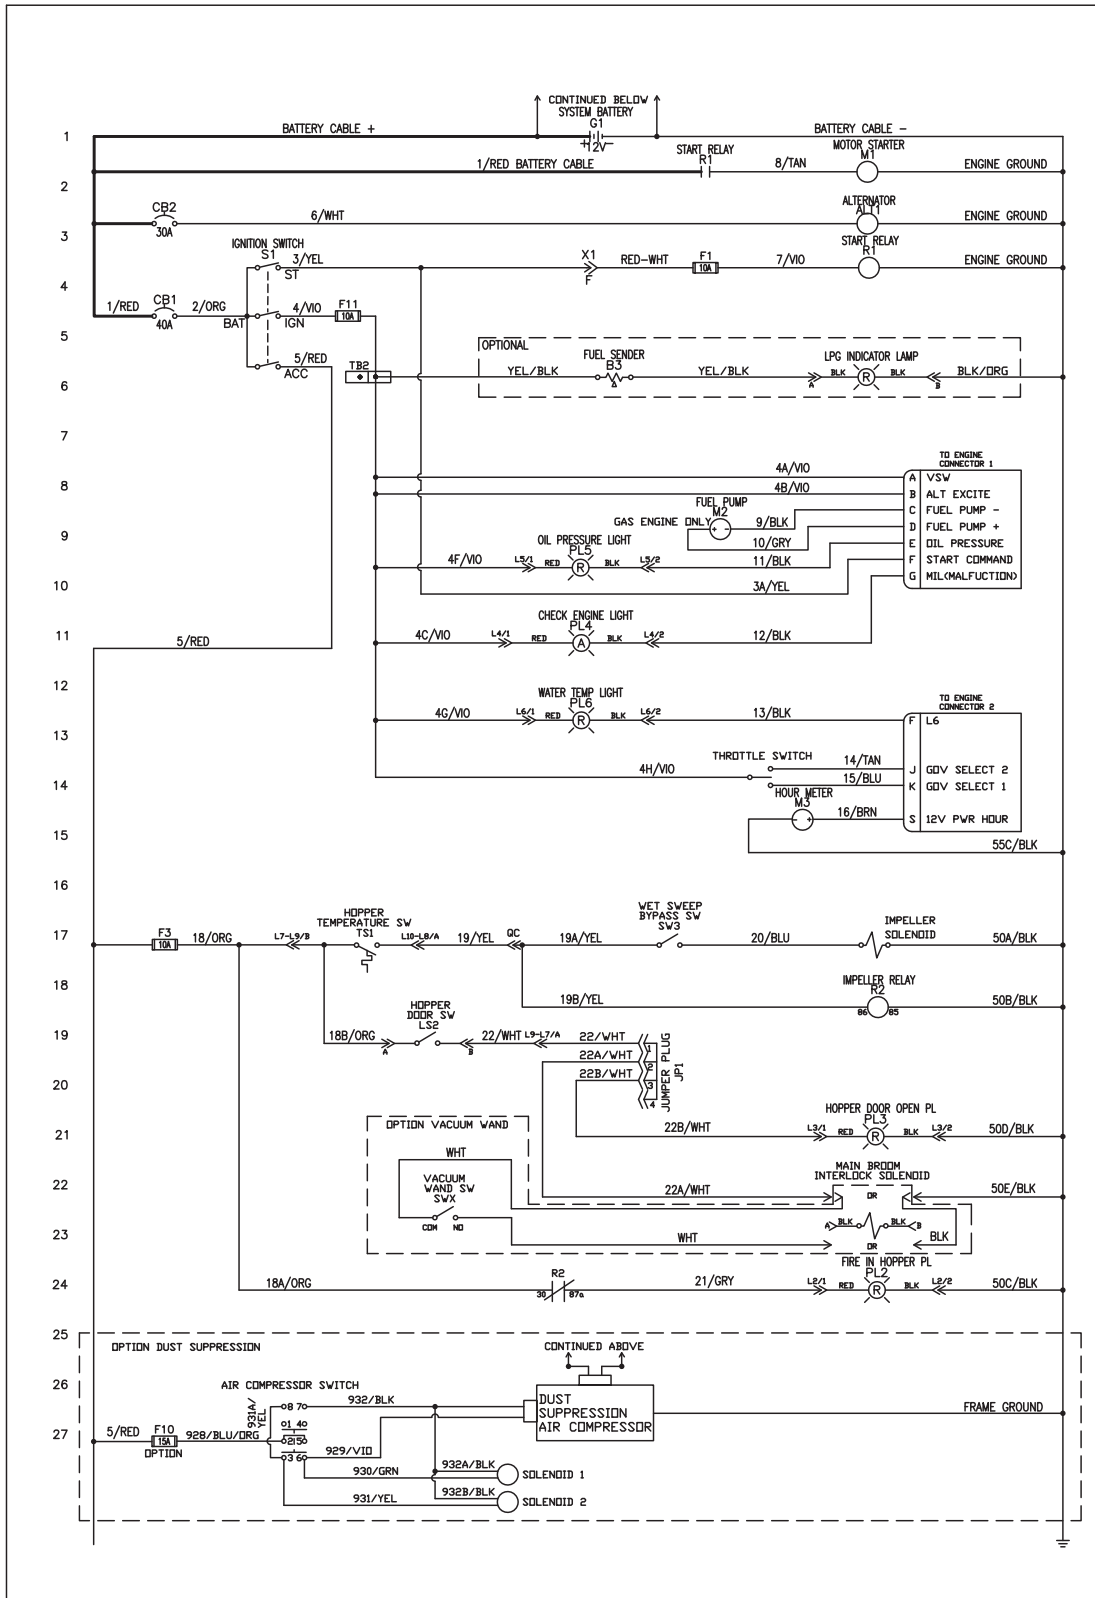 CONTINUED BELOW
SYSTEM BATTERY
G1
+12V-
1
BATTERY CABLE +
BATTERY CABLE -
START RELAY
R1
MOTOR STARTER
M1
1/RED BATTERY CABLE
8/TAN
ENGINE GROUND
2
CB2
30A
6/WHT
ALTERNATOR
ALT1
ENGINE GROUND
3
IGNITION SWITCH
S1
3/YEL
ST
X1
F
RED-WHT
F1
10A
7/VIO
START RELAY
R1
ENGINE GROUND
4
1/RED
CB1
40A
2/ORG
BAT
4/VIO
IGN
F11
10A
5
5/RED
ACC
TB2
OPTIONAL
FUEL SENDER
B3
LPG INDICATOR LAMP
YEL/BLK
YEL/BLK
A
BLK
R
BLK
B
BLK/ORG
6
7
TO ENGINE
CONNECTOR 1
8
4A/VIO
A VSW
4B/VIO
B ALT EXCITE
FUEL PUMP
M2
GAS ENGINE ONLY
+ -
9/BLK
C FUEL PUMP -
9
10/GRY
D FUEL PUMP +
OIL PRESSURE LIGHT
PL5
4F/VIO
L5/1
RED
R
BLK
L5/2
11/BLK
E OIL PRESSURE
F START COMMAND
10
3A/YEL
G MIL(MALFUCTION)
CHECK ENGINE LIGHT
PL4
11
5/RED
4C/VIO
L4/1
RED
A
BLK
L4/2
12/BLK
12
WATER TEMP LIGHT
PL6
TO ENGINE
CONNECTOR 2
4G/VIO
L6/1
RED
R
BLK
L6/2
13/BLK
F L6
13
THROTTLE SWITCH
14/TAN
4H/VIO
J GOV SELECT 2
14
15/BLU
K GOV SELECT 1
HOUR METER
M3
- +
16/BRN
S 12V PWR HOUR
15
55C/BLK
16
HOPPER
TEMPERATURE SW
TS1
WET SWEEP
BYPASS SW
SW3
IMPELLER
SOLENOID
17
F3
10A
18/ORG
L7-L9/B
L10-L8/A
19/YEL
QC
19A/YEL
20/BLU
50A/BLK
18
IMPELLER RELAY
R2
19B/YEL
86
85
50B/BLK
HOPPER
DOOR SW
LS2
19
18B/ORG
A
B
22/WHT
L9-L7/A
22/WHT
1
22A/WHT
2
22B/WHT
3
4
JUMPER PLUG
JP1
20
HOPPER DOOR OPEN PL
PL3
21
OPTION VACUUM WAND
22B/WHT
L3/1
RED
R
BLK
L3/2
50D/BLK
WHT
MAIN BROOM
INTERLOCK SOLENOID
22
VACUUM
WAND SW
SWX
22A/WHT
OR
50E/BLK
COM
NO
A
BLK
BLK
B
23
WHT
OR
BLK
FIRE IN HOPPER PL
PL2
24
18A/ORG
R2
30
87a
21/GRY
L2/1
RED
R
BLK
L2/2
50C/BLK
25
OPTION DUST SUPPRESSION
CONTINUED ABOVE
26
AIR COMPRESSOR SWITCH
931A/
YEL
8 7
932/BLK
DUST
SUPPRESSION
AIR COMPRESSOR
FRAME GROUND
1 4
27
5/RED
F10
15A
OPTION
928/BLU/ORG
2 5
3 6
929/VIO
930/GRN
932A/BLK
SOLENOID 1
931/YEL
932B/BLK
SOLENOID 2